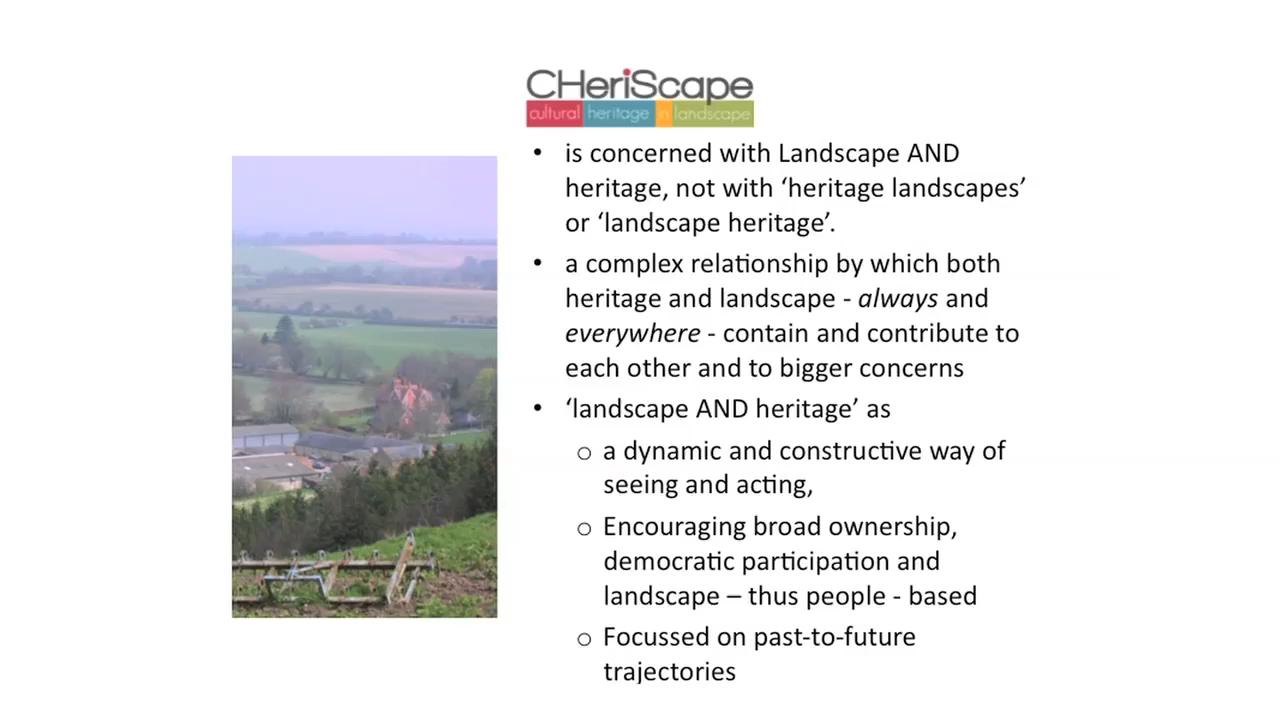 CHeriScape
cultural heritage in landscape
• is concerned with Landscape AND
heritage, not with ‘heritage landscapes’
or ‘landscape heritage’.
• a complex relationship by which both
heritage and landscape - always and
everywhere - contain and contribute to
each other and to bigger concerns
• ‘landscape AND heritage’ as
o a dynamic and constructive way of
seeing and acting,
o Encouraging broad ownership,
democratic participation and
landscape – thus people - based
o Focussed on past-to-future
trajectories